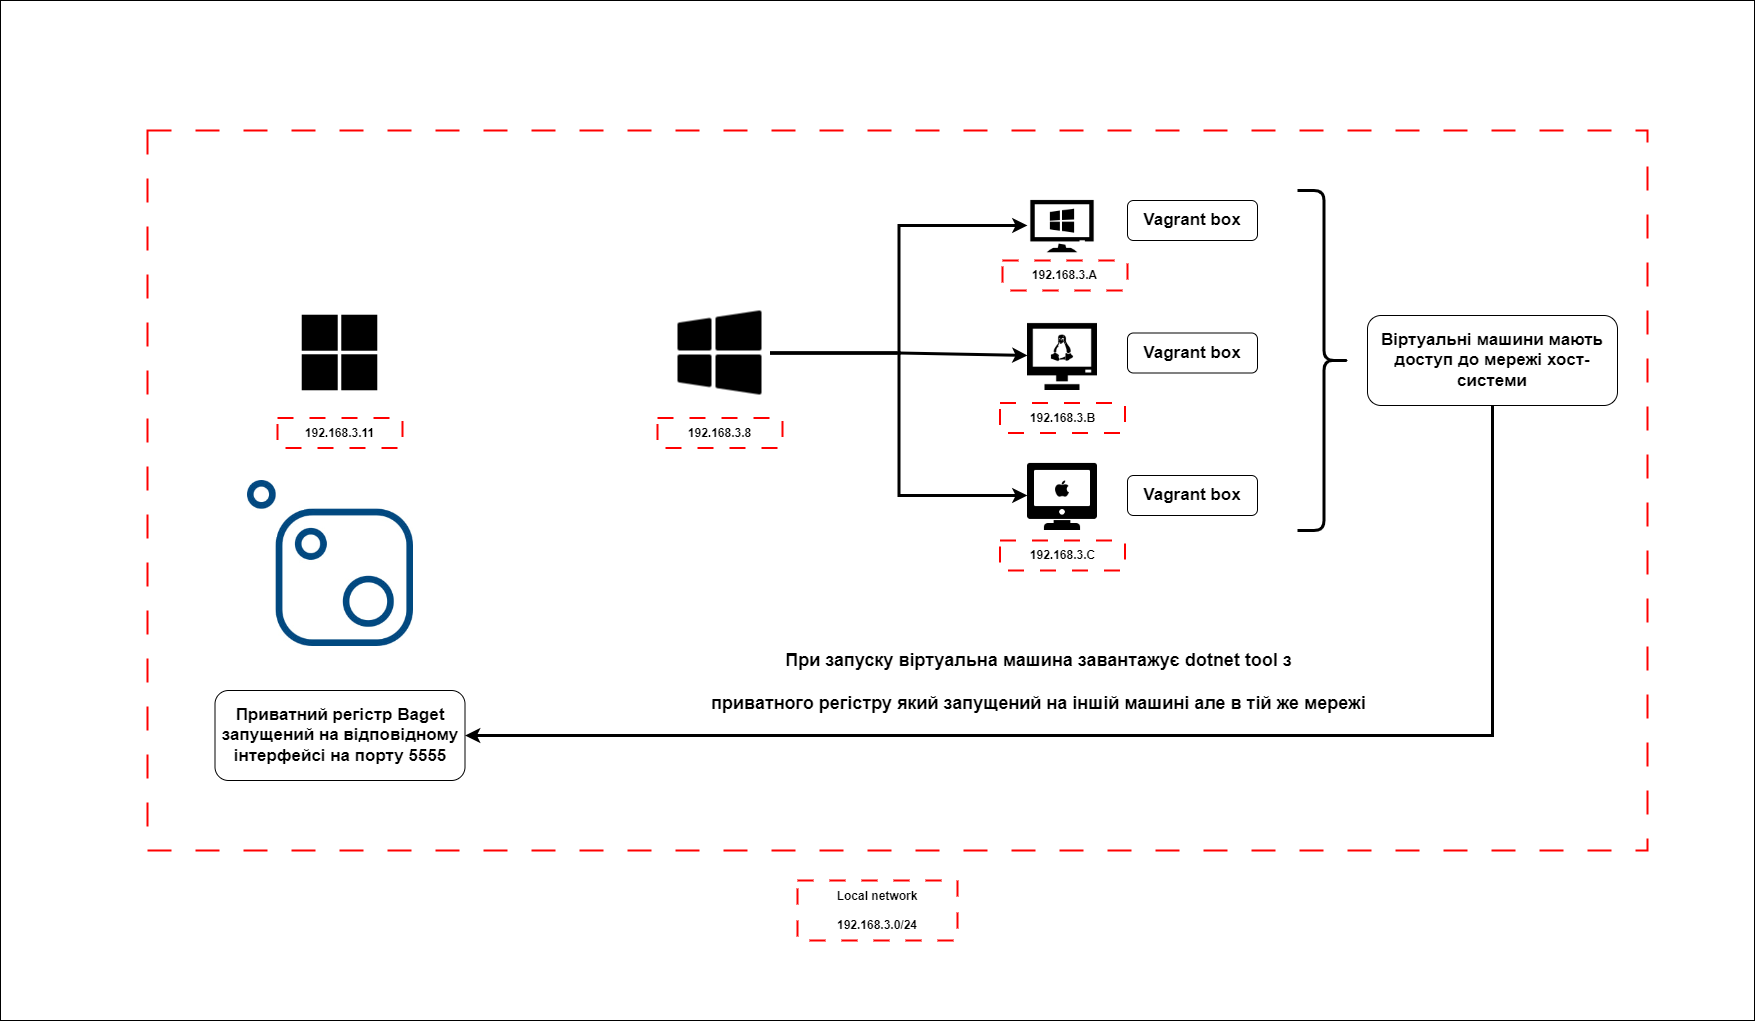 Vagrant box
192.168.3.A
Vagrant box
192.168.3.B
Vagrant box
192.168.3.C
Віртуальні машини мають
доступ до мережі хост-
системи
192.168.3.11
192.168.3.8
При запуску віртуальна машина завантажує dotnet tool з
приватного регістру який запущений на іншій машині але в тій же мережі
Приватний регістр Baget
запущений на відповідному
інтерфейсі на порту 5555
Local network
192.168.3.0/24